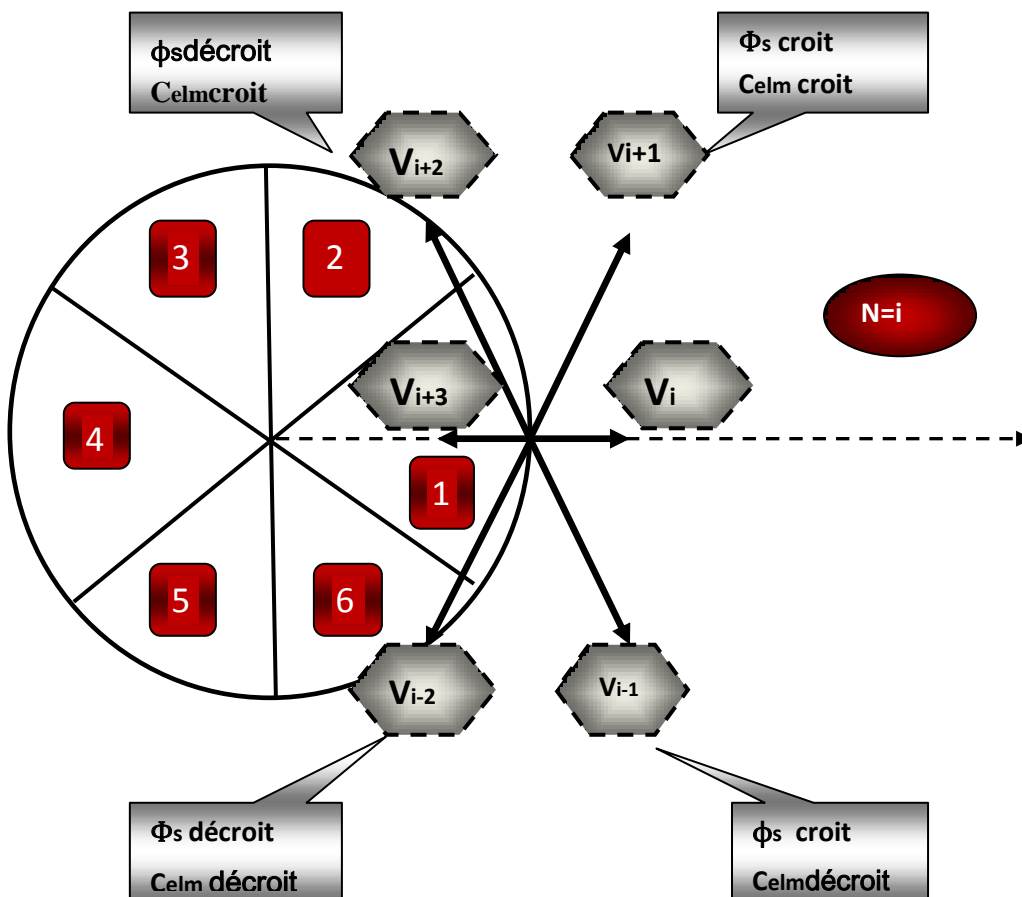 ϕsdécroit
Celmcroit
Φs croit
Celm croit
Vi+2
Vi+1
3
2
N=i
Vi+3
Vi
4
1
5
6
Vi-2
Vi-1
Φs décroit
Celm décroit
ϕs croit
Celmdécroit